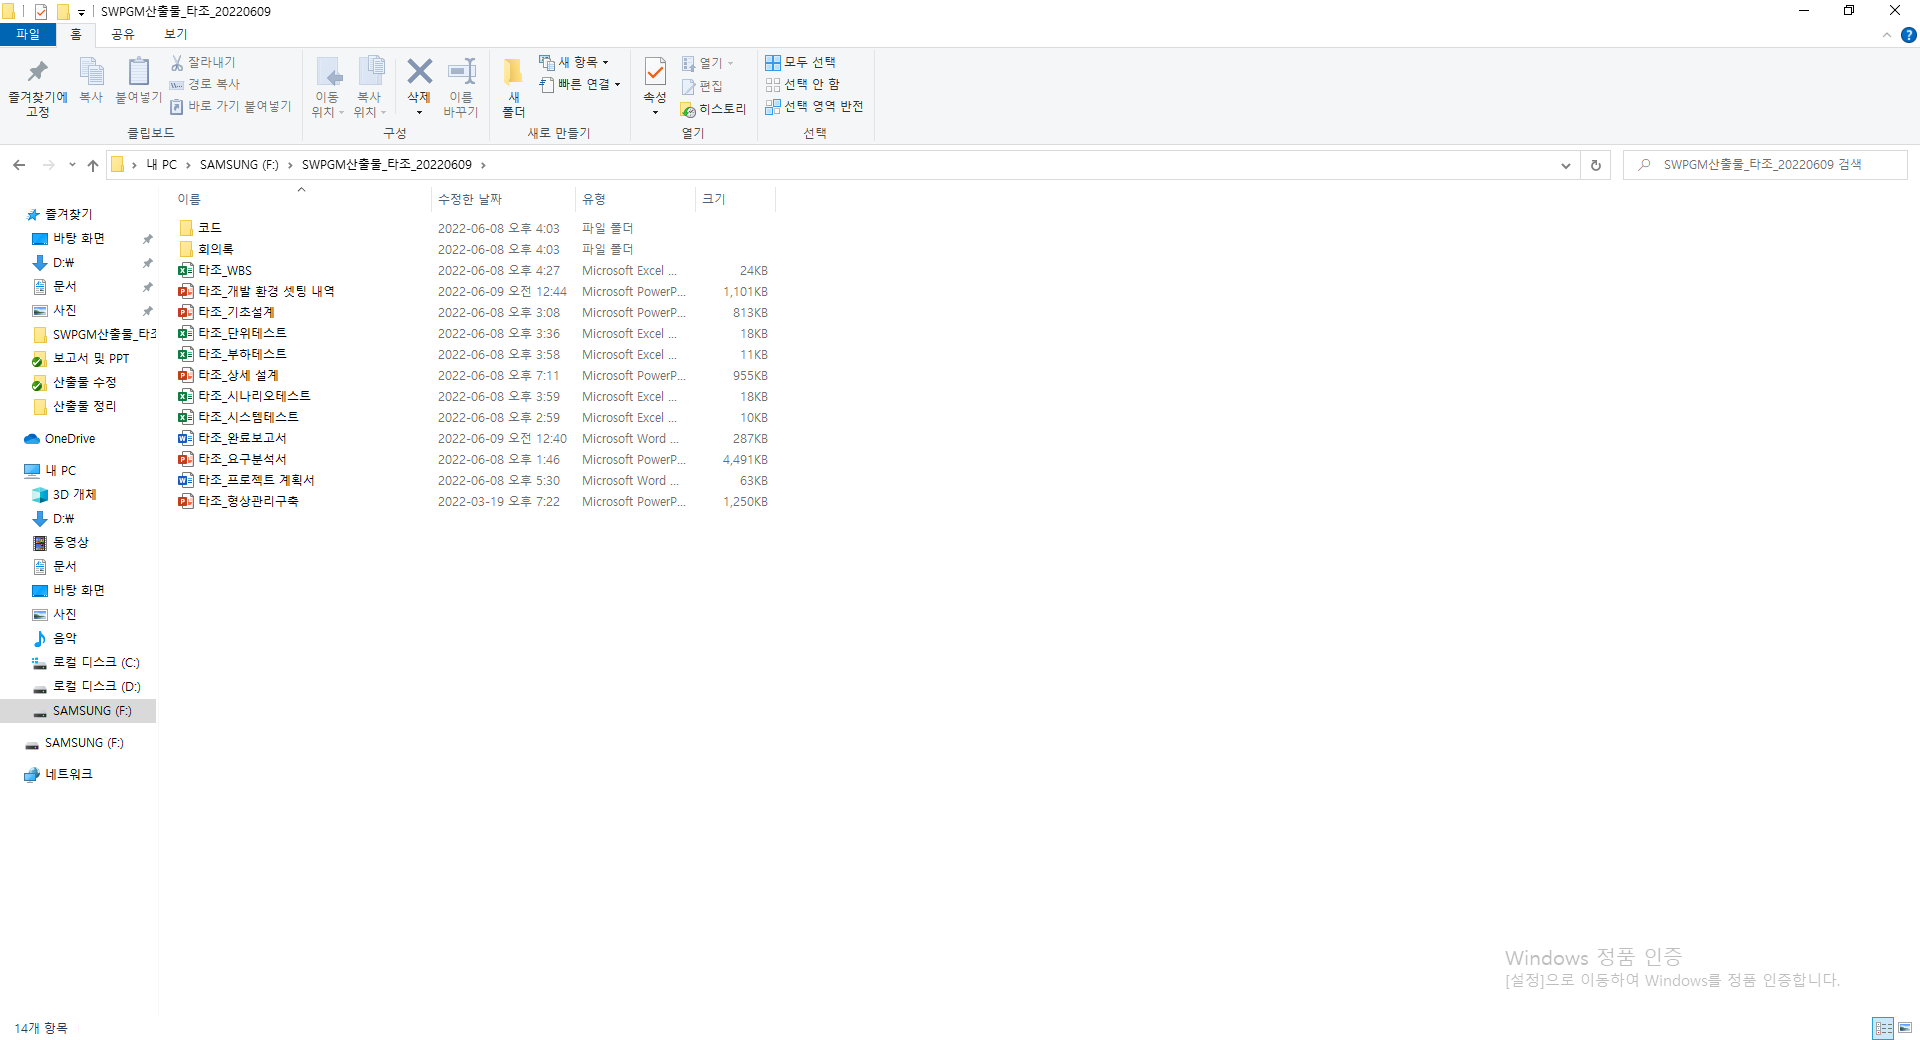 SWPGM산출물_타조_20220609
파일 홈 공유 보기
즐겨찾기에 고정
복사
붙여넣기
잘라내기
경로 복사
바로 가기 붙여넣기
클립보드
이동 위치
복사 위치
삭제
이름 바꾸기
구성
새 폴더
새 항목
빠른 연결
새로 만들기
속성
열기
편집
히스토리
열기
모두 선택
선택 안 함
선택 영역 반전
선택
내 PC > SAMSUNG (F:) > SWPGM산출물_타조_20220609 >
SWPGM산출물_타조_20220609 검색
이름 수정한 날짜 유형 크기
코드 2022-06-08 오후 4:03 파일 폴더
회의록 2022-06-08 오후 4:03 파일 폴더
타조_WBS 2022-06-08 오후 4:27 Microsoft Excel ... 24KB
타조_개발 환경 셋팅 내역 2022-06-09 오전 12:44 Microsoft PowerP... 1,101KB
타조_기초설계 2022-06-08 오후 3:08 Microsoft PowerP... 813KB
타조_단위테스트 2022-06-08 오후 3:36 Microsoft Excel ... 18KB
타조_부하테스트 2022-06-08 오후 3:58 Microsoft Excel ... 11KB
타조_상세 설계 2022-06-08 오후 7:11 Microsoft PowerP... 955KB
타조_시나리오테스트 2022-06-08 오후 3:59 Microsoft Excel ... 18KB
타조_시스템테스트 2022-06-08 오후 2:59 Microsoft Excel ... 10KB
타조_완료보고서 2022-06-09 오전 12:40 Microsoft Word ... 287KB
타조_요구분석서 2022-06-08 오후 1:46 Microsoft PowerP... 4,491KB
타조_프로젝트 계획서 2022-06-08 오후 5:30 Microsoft Word ... 63KB
타조_형상관리구축 2022-03-19 오후 7:22 Microsoft PowerP... 1,250KB
즐겨찾기
바탕 화면
D:₩
문서
사진
SWPGM산출물_타조
보고서 및 PPT
산출물 수정
산출물 정리
OneDrive
내 PC
3D 개체
D:₩
동영상
문서
바탕 화면
사진
음악
로컬 디스크 (C:)
로컬 디스크 (D:)
SAMSUNG (F:)
SAMSUNG (F:)
네트워크
Windows 정품 인증
[설정]으로 이동하여 Windows를 정품 인증합니다.
14개 항목